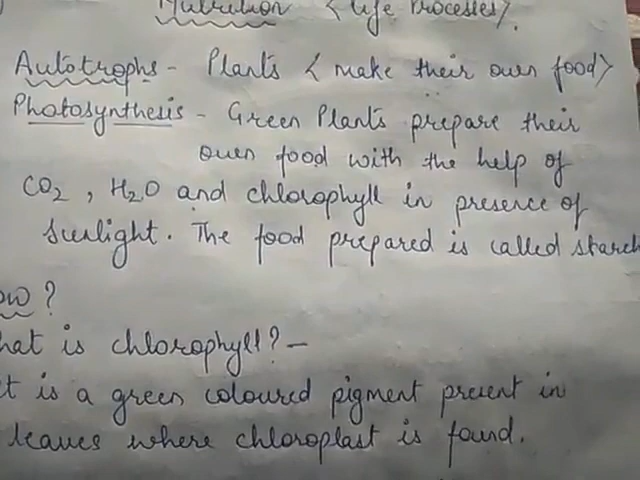 Nutrition <Life Processes>.
Autotrophs - Plants < make their own food>
Photosynthesis - Green Plants prepare their
own food with the help of
CO2, H2O and chlorophyll in presence of
Sunlight. The food prepared is called starch
ow?
hat is chlorophyll? -
t is a green coloured pigment present in
leaves where chloroplast is found.